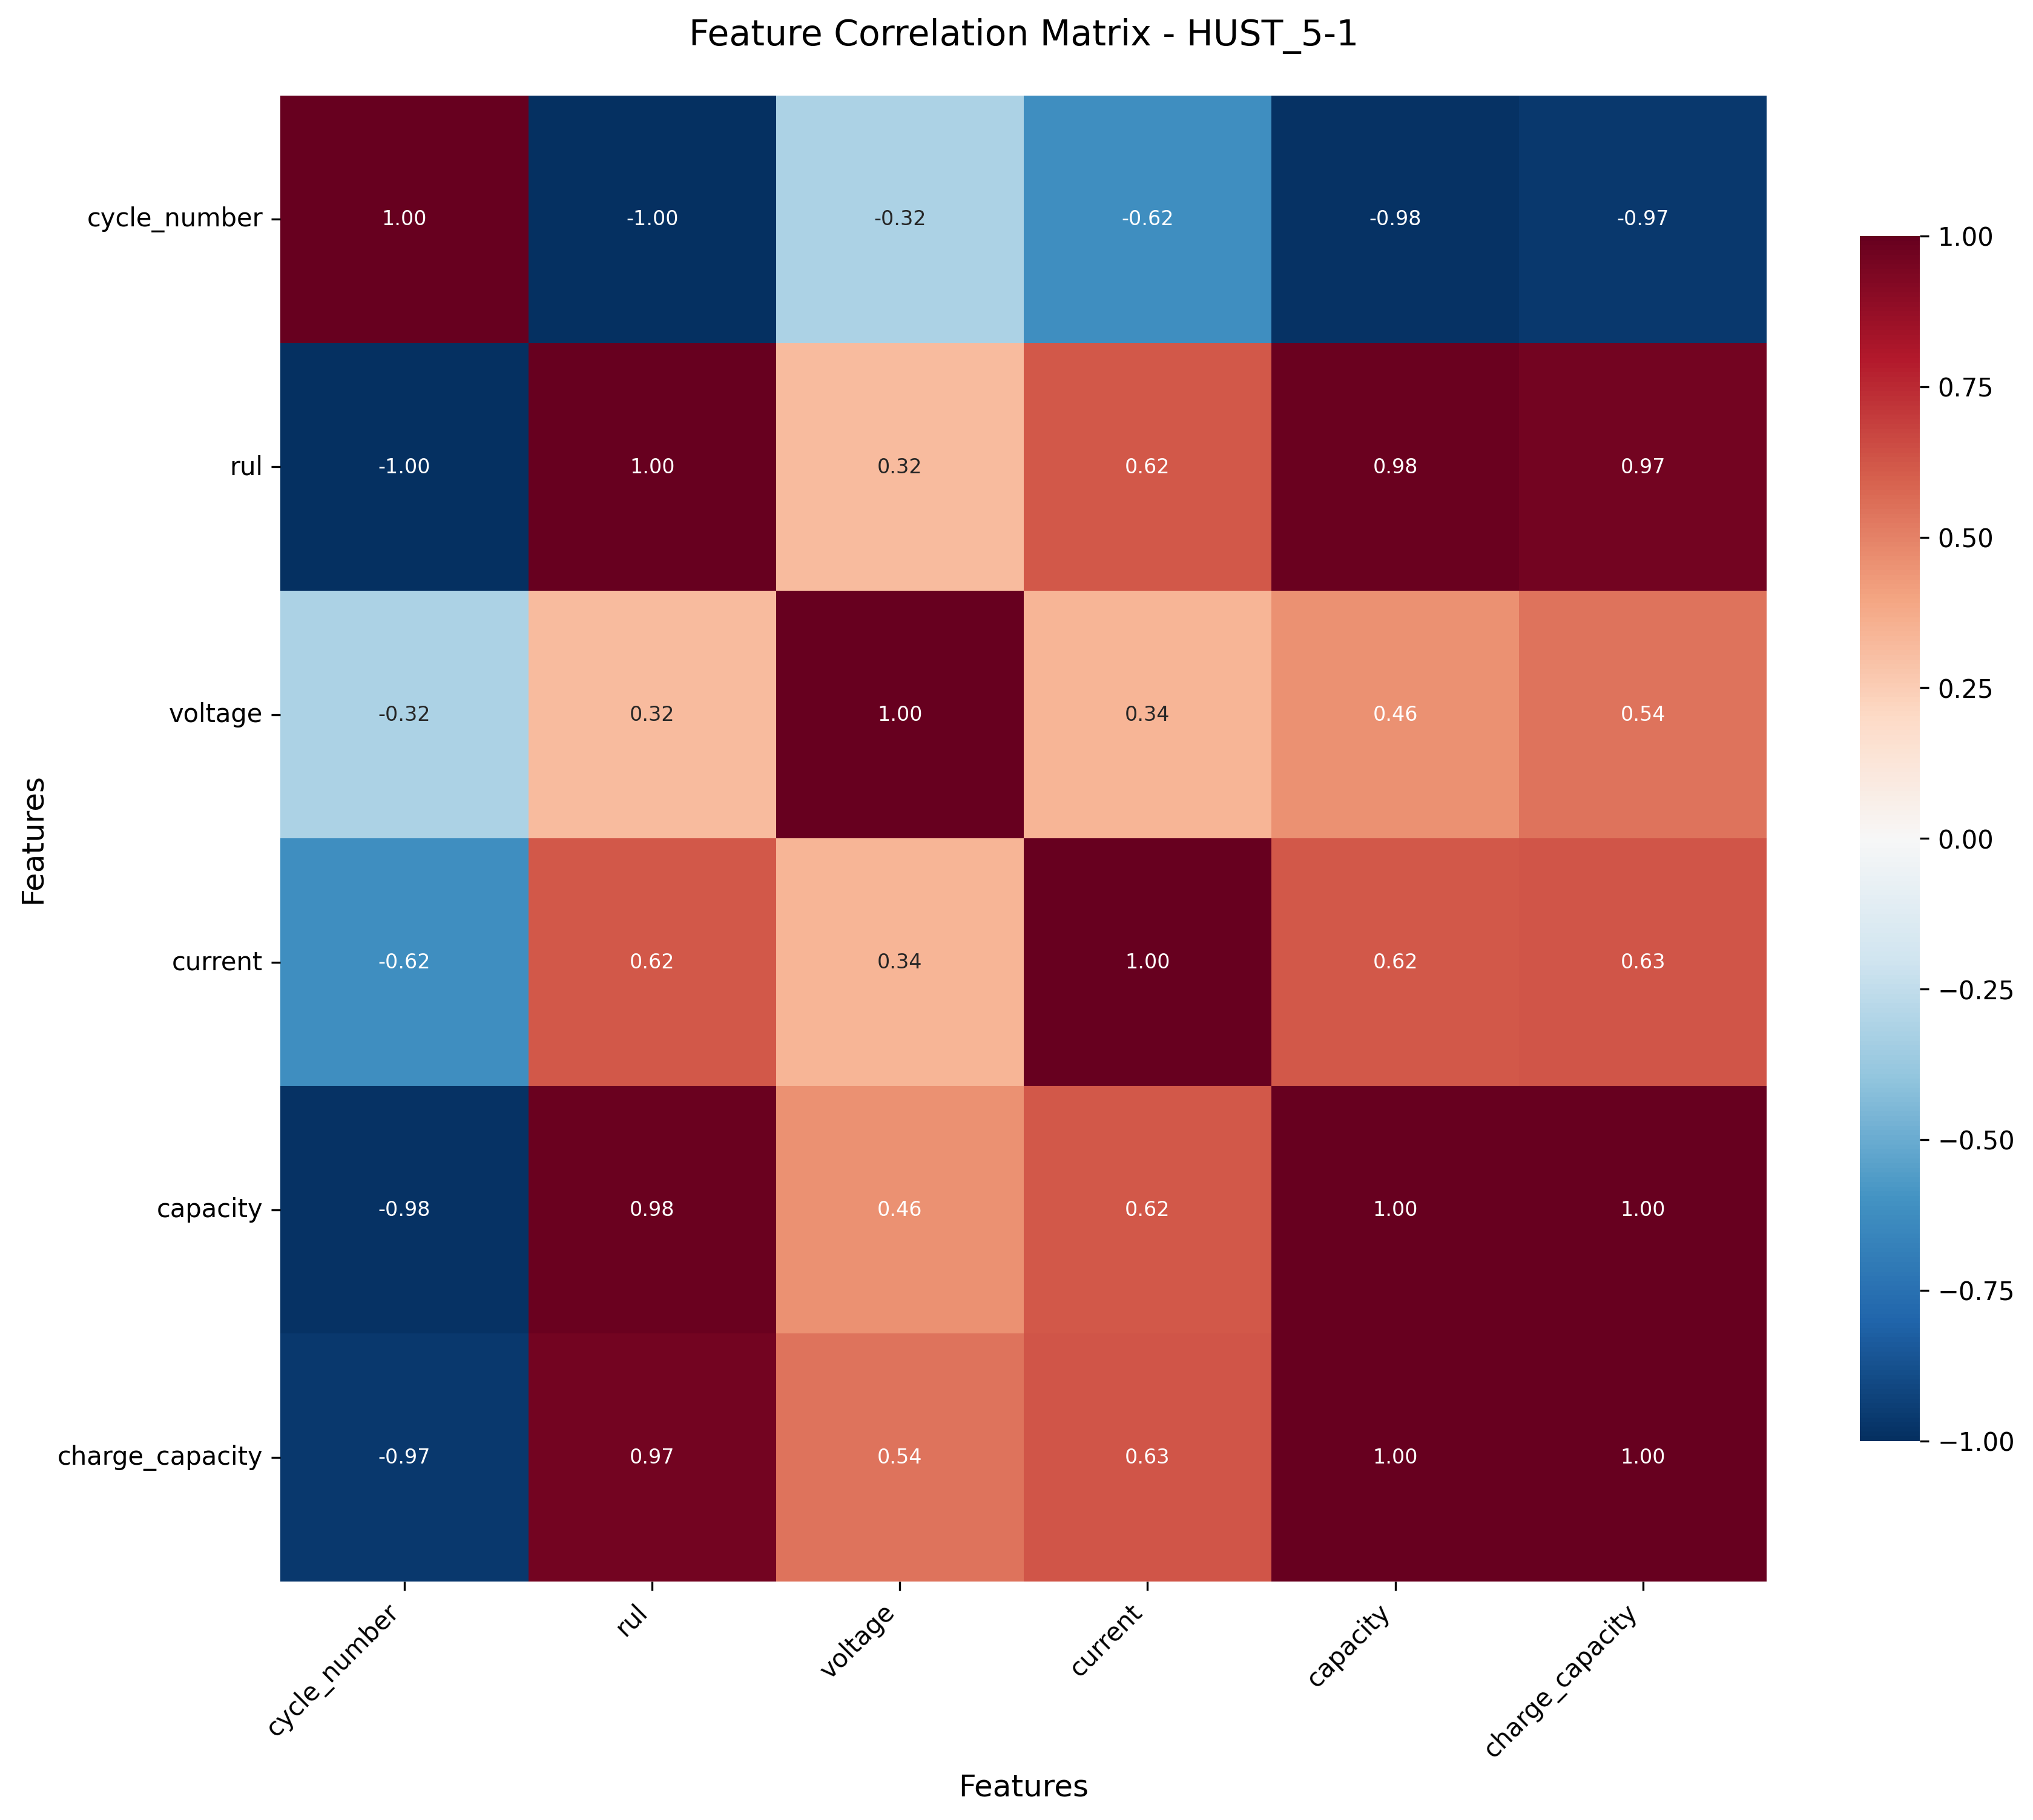 Feature Correlation Matrix - HUST_5-1
cycle_number 1.00 -1.00 -0.32 -0.62 -0.98 -0.97
rul -1.00 1.00 0.32 0.62 0.98 0.97
voltage -0.32 0.32 1.00 0.34 0.46 0.54
current -0.62 0.62 0.34 1.00 0.62 0.63
capacity -0.98 0.98 0.46 0.62 1.00 1.00
charge_capacity -0.97 0.97 0.54 0.63 1.00 1.00
Features
cycle_number rul voltage current capacity charge_capacity
Features
1.00
0.75
0.50
0.25
0.00
−0.25
−0.50
−0.75
−1.00